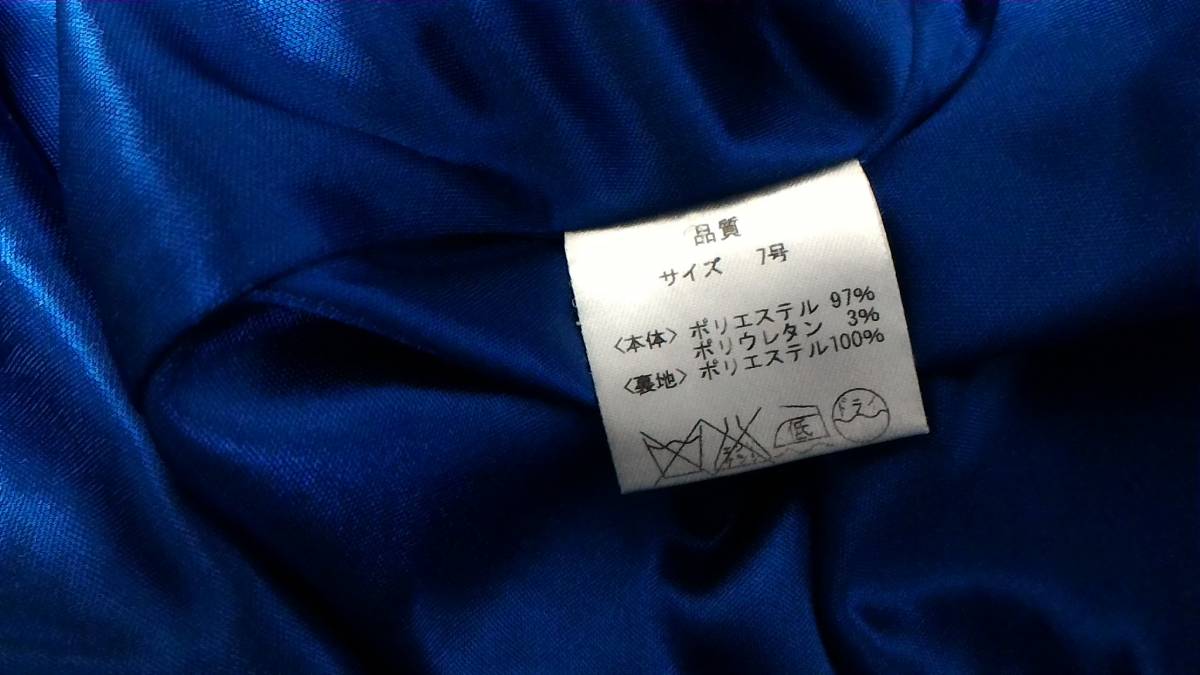 品質
サイズ 7号
〈本体〉ポリエステル 97%
ポリウレタン 3%
〈裏地〉ポリエステル100%
低 ドライ